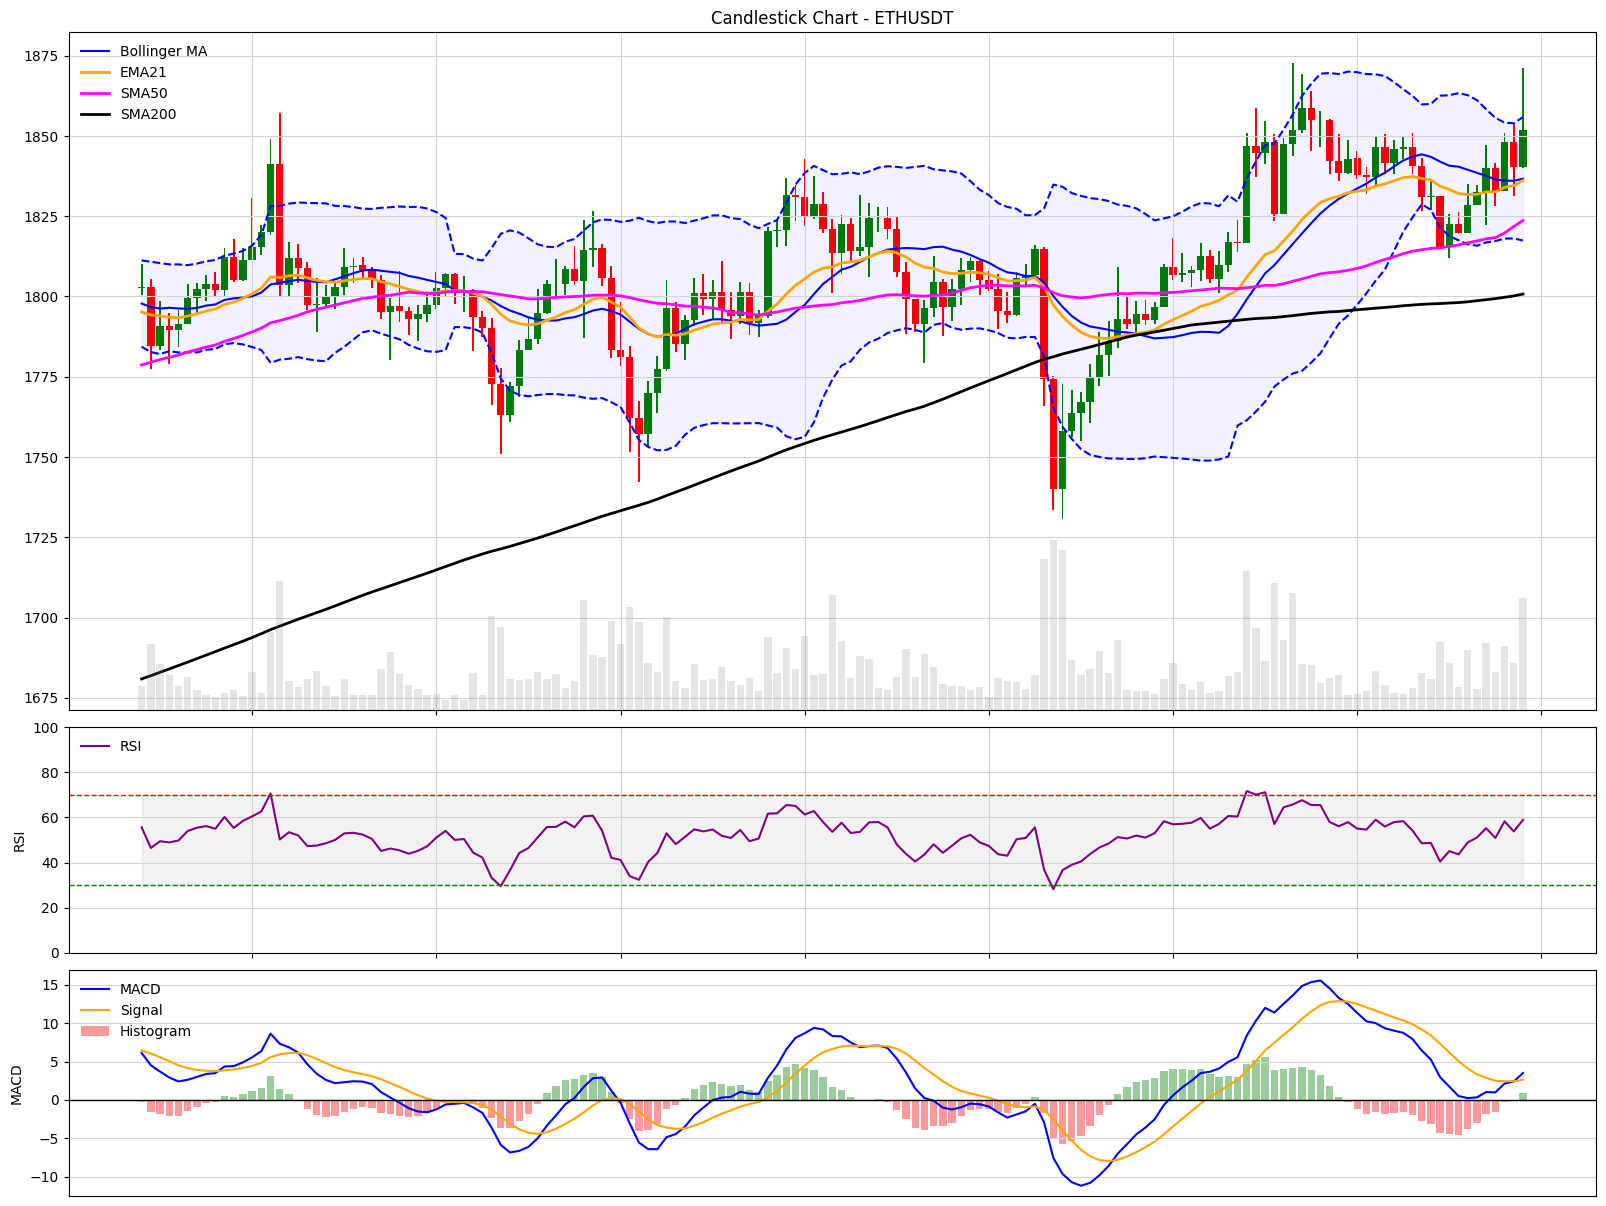 Candlestick Chart - ETHUSDT
Bollinger MA
EMA21
SMA50
SMA200
1875
1850
1825
1800
1775
1750
1725
1700
1675
RSI
RSI
100
80
60
40
20
0
MACD
Signal
Histogram
MACD
15
10
5
0
−5
−10